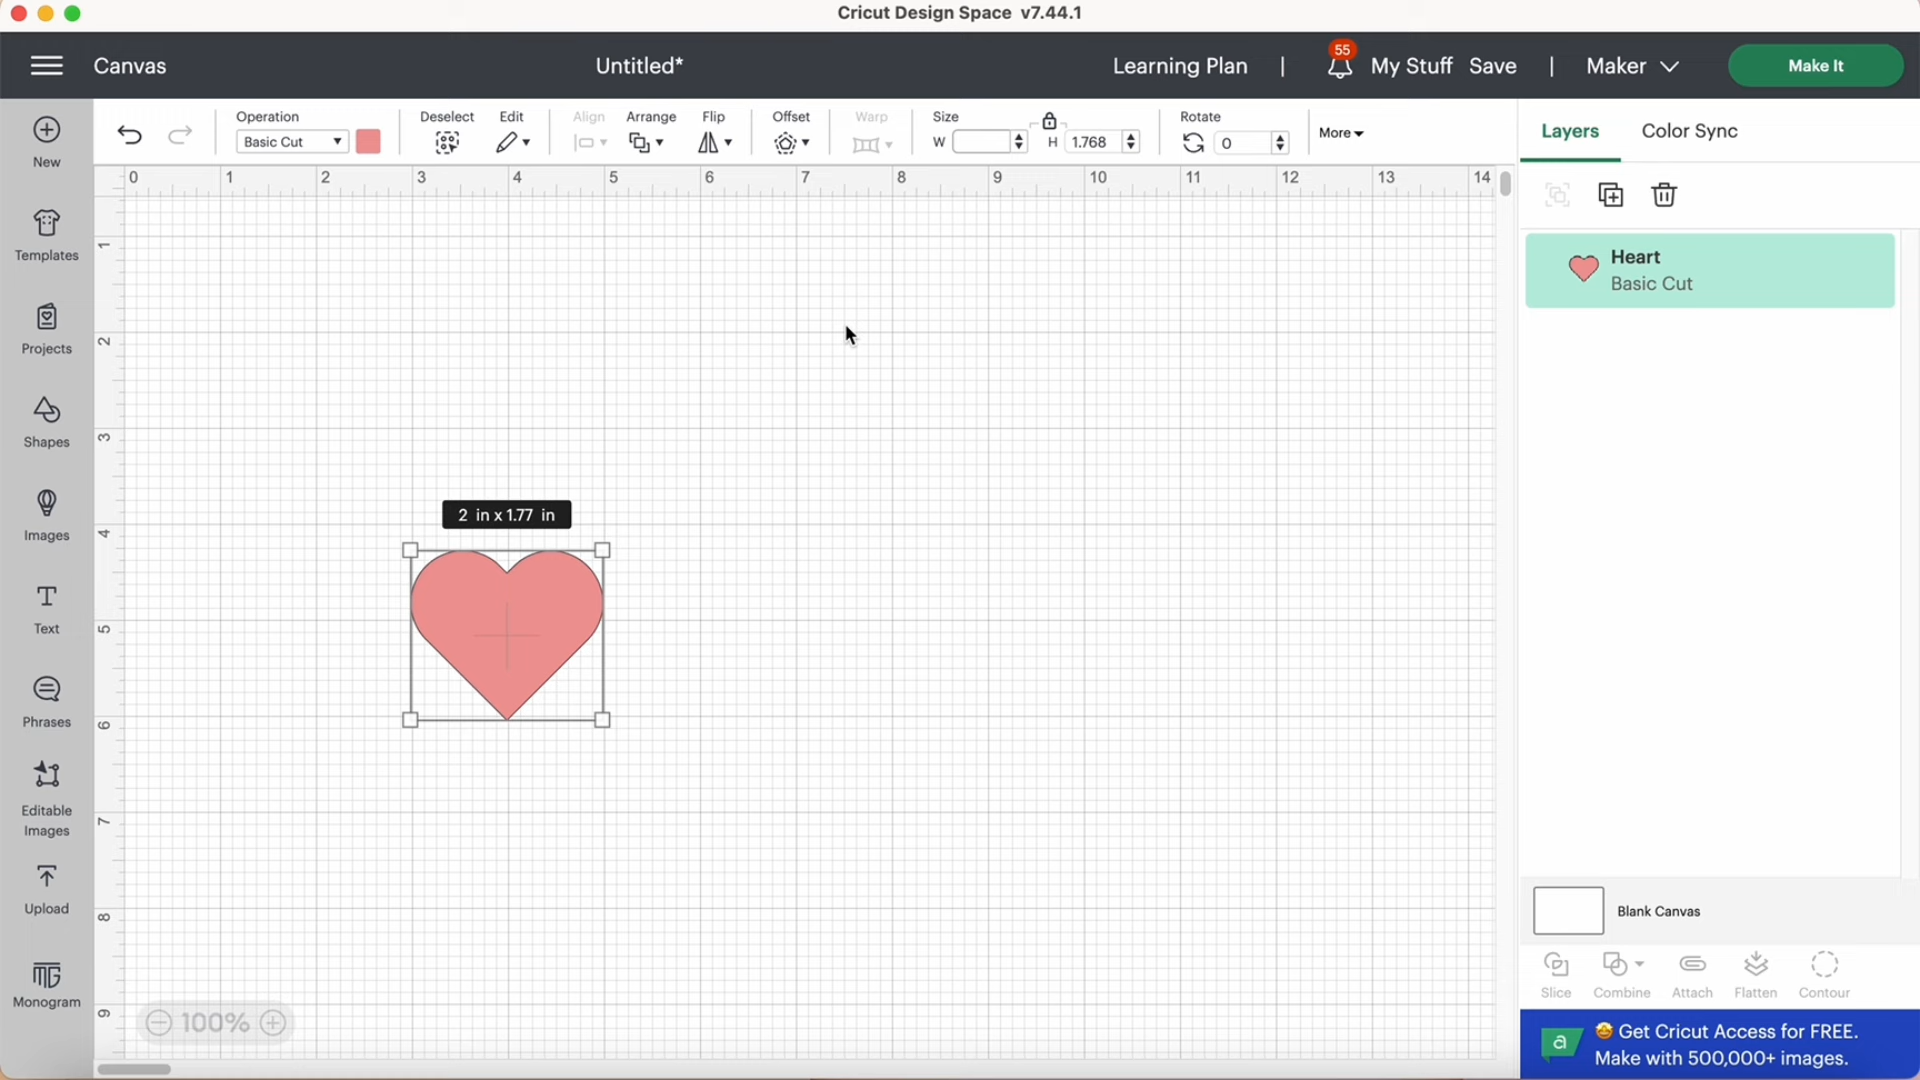 Cricut Design Space v7.44.1
Canvas
Untitled*
Learning Plan
|
55
My Stuff
Save
|
Maker
Make It
Operation
Basic Cut
Deselect
Edit
Align
Arrange
Flip
Offset
Warp
Size
W
H 1.768
Rotate
0
More
Layers
Color Sync
New
Templates
Projects
Shapes
Images
Text
Phrases
Editable
Images
Upload
Monogram
0 1 2 3 4 5 6 7 8 9 10 11 12 13 14
1
2
3
4
5
6
7
8
9
2 in x 1.77 in
100%
Heart
Basic Cut
Blank Canvas
Slice
Combine
Attach
Flatten
Contour
a
🤩 Get Cricut Access for FREE.
Make with 500,000+ images.